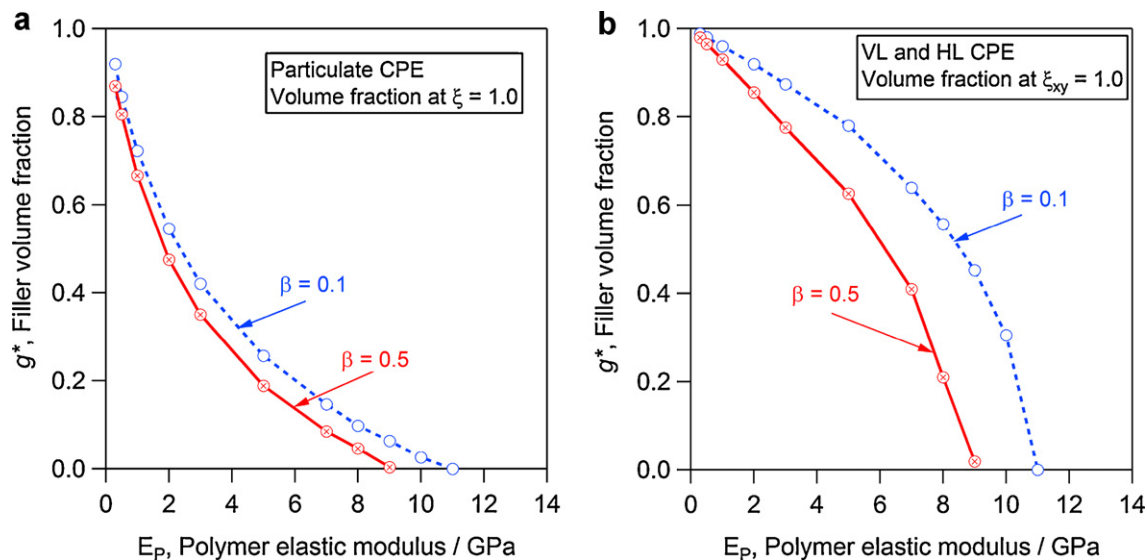 a
1.0
0.8
0.6
0.4
0.2
0.0
g*, Filler volume fraction
Particulate CPE
Volume fraction at ξ = 1.0
β = 0.1
β = 0.5
0 2 4 6 8 10 12 14
E_P, Polymer elastic modulus / GPa
b
1.0
0.8
0.6
0.4
0.2
0.0
g*, Filler volume fraction
VL and HL CPE
Volume fraction at ξ_xy = 1.0
β = 0.1
β = 0.5
0 2 4 6 8 10 12 14
E_P, Polymer elastic modulus / GPa